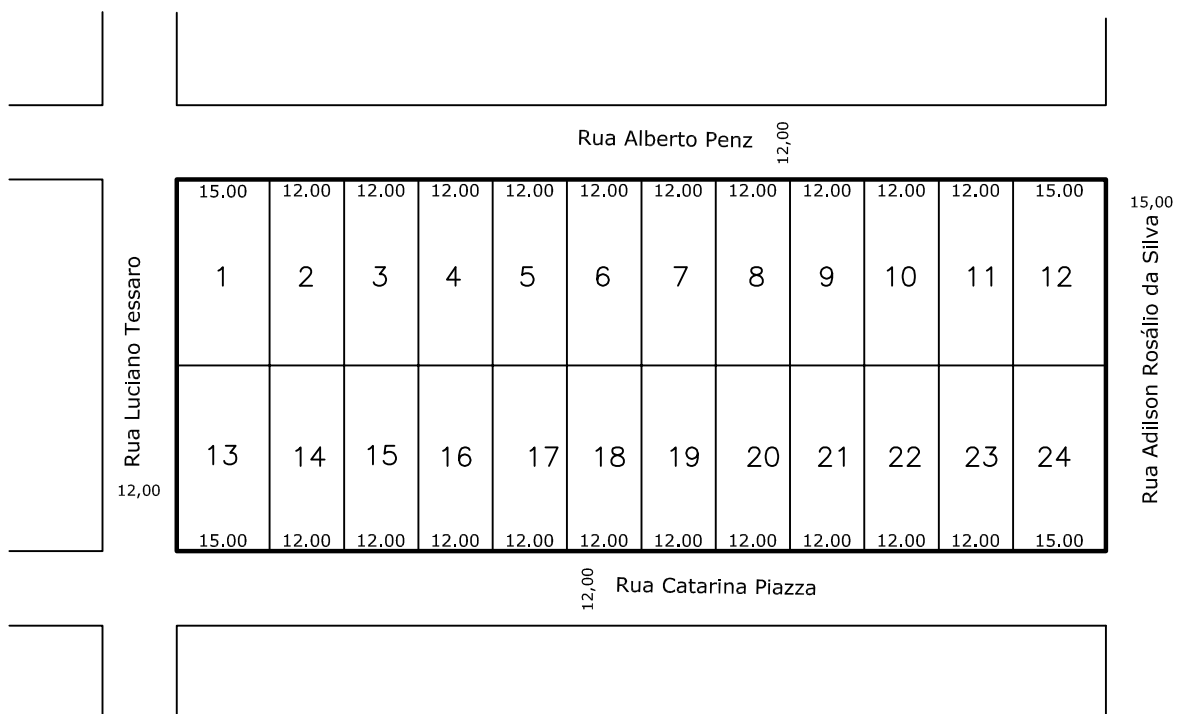 Rua Alberto Penz
12,00
15.00 12.00 12.00 12.00 12.00 12.00 12.00 12.00 12.00 12.00 12.00 15.00
15,00
Rua Luciano Tessaro
12,00
1 2 3 4 5 6 7 8 9 10 11 12
Rua Adilson Rosálio da Silva
13 14 15 16 17 18 19 20 21 22 23 24
15.00 12.00 12.00 12.00 12.00 12.00 12.00 12.00 12.00 12.00 12.00 15.00
12,00
Rua Catarina Piazza